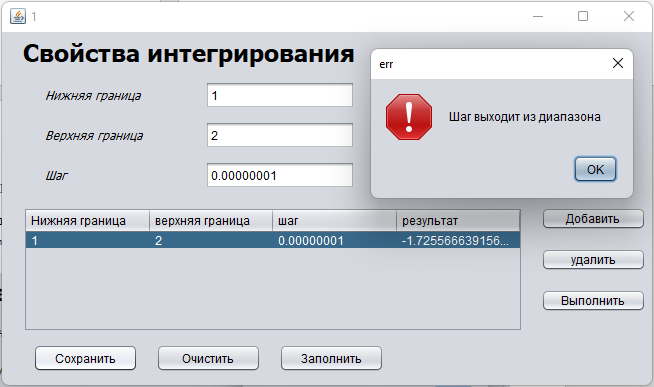 1
Свойства интегрирования
err
Нижняя граница
1
Шаг выходит из диапазона
Верхняя граница
2
OK
Шаг
0.00000001
Нижняя граница верхняя граница шаг результат
1 2 0.00000001 -1.725566639156...
Добавить
удалить
Выполнить
Сохранить Очистить Заполнить